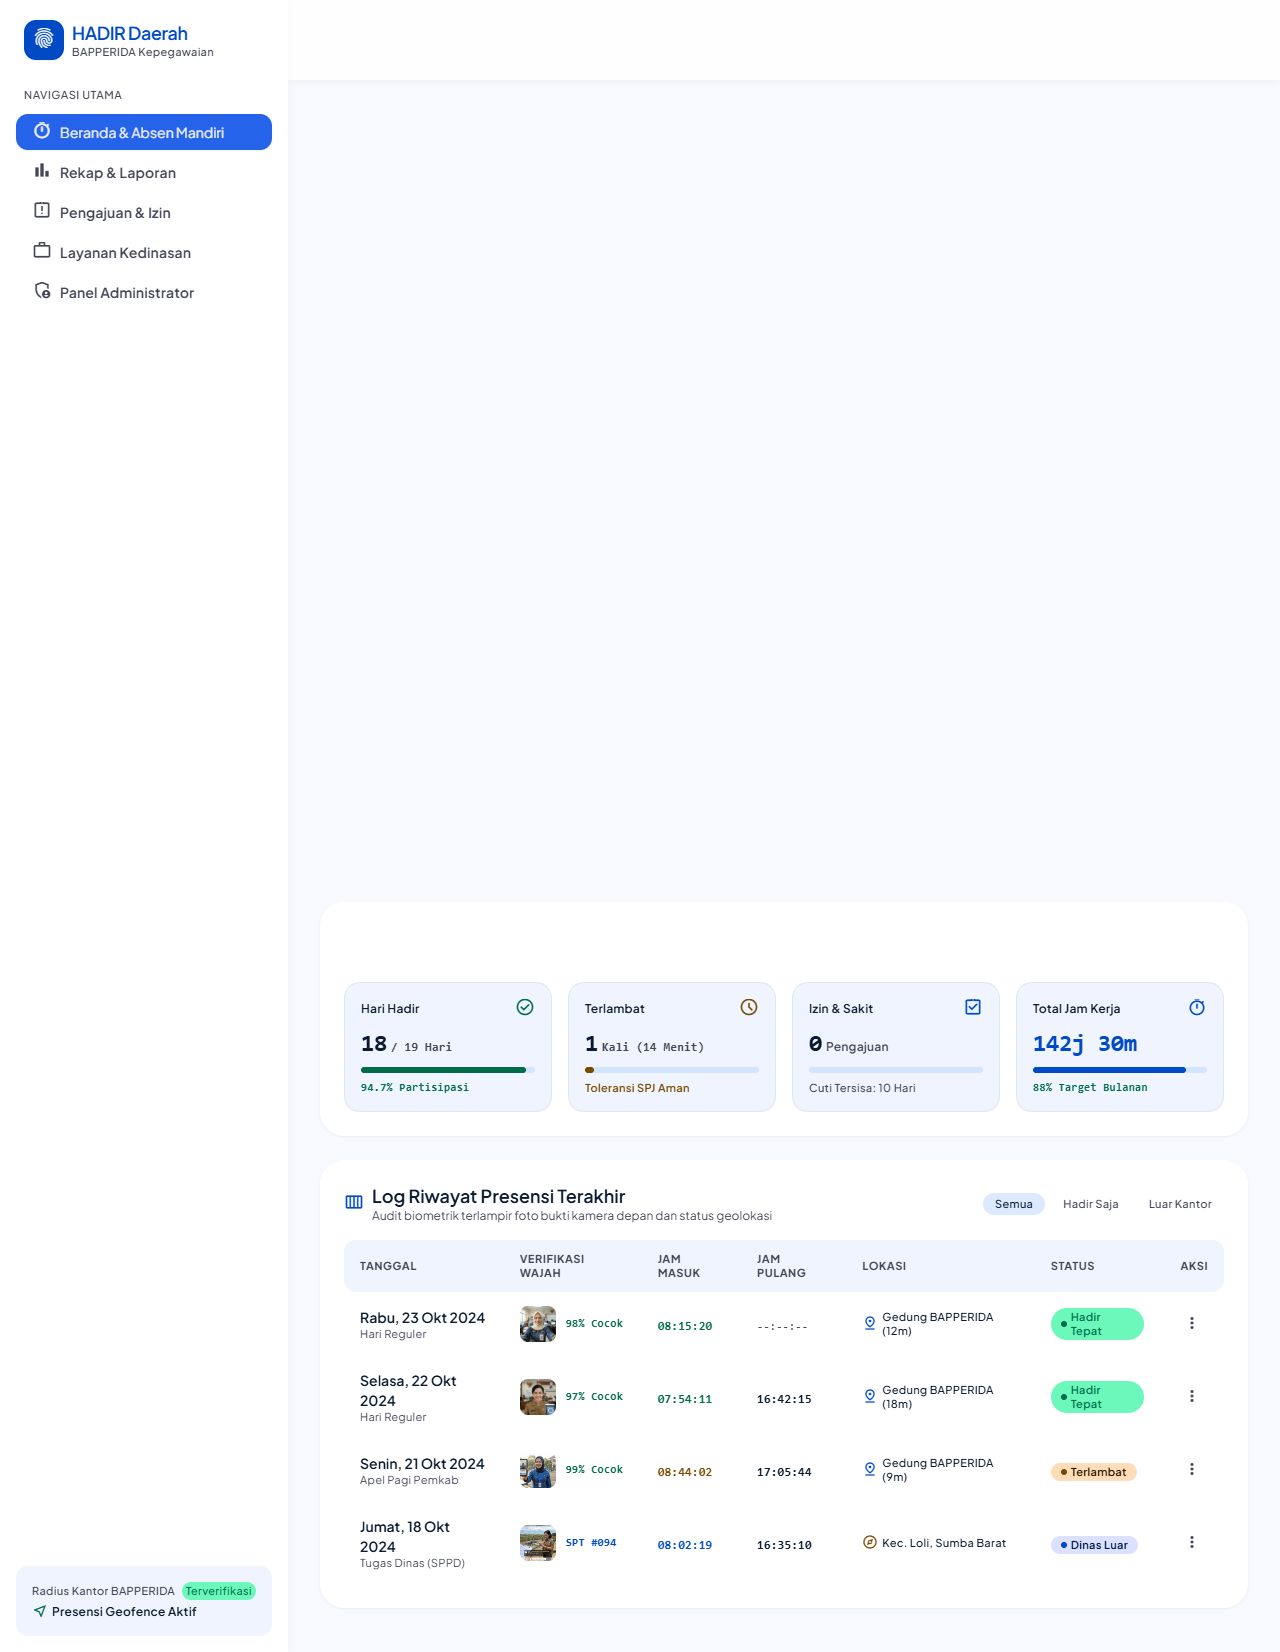 HADIR Daerah
BAPPERIDA Kepegawaian
NAVIGASI UTAMA
Beranda & Absen Mandiri
Rekap & Laporan
Pengajuan & Izin
Layanan Kedinasan
Panel Administrator
Hari Hadir
18 / 19 Hari
94.7% Partisipasi
Terlambat
1 Kali (14 Menit)
Toleransi SPJ Aman
Izin & Sakit
0 Pengajuan
Cuti Tersisa: 10 Hari
Total Jam Kerja
142j 30m
88% Target Bulanan
Log Riwayat Presensi Terakhir
Audit biometrik terlampir foto bukti kamera depan dan status geolokasi
Semua
Hadir Saja
Luar Kantor
TANGGAL
VERIFIKASI
WAJAH
JAM
MASUK
JAM
PULANG
LOKASI
STATUS
AKSI
Rabu, 23 Okt 2024
Hari Reguler
98% Cocok
08:15:20
--:--:--
Gedung BAPPERIDA
(12m)
Hadir
Tepat
Selasa, 22 Okt
2024
Hari Reguler
97% Cocok
07:54:11
16:42:15
Gedung BAPPERIDA
(18m)
Hadir
Tepat
Senin, 21 Okt 2024
Apel Pagi Pemkab
99% Cocok
08:44:02
17:05:44
Gedung BAPPERIDA
(9m)
Terlambat
Jumat, 18 Okt
2024
Tugas Dinas (SPPD)
SPT #094
08:02:19
16:35:10
Kec. Loli, Sumba Barat
Dinas Luar
Radius Kantor BAPPERIDA
Terverifikasi
Presensi Geofence Aktif